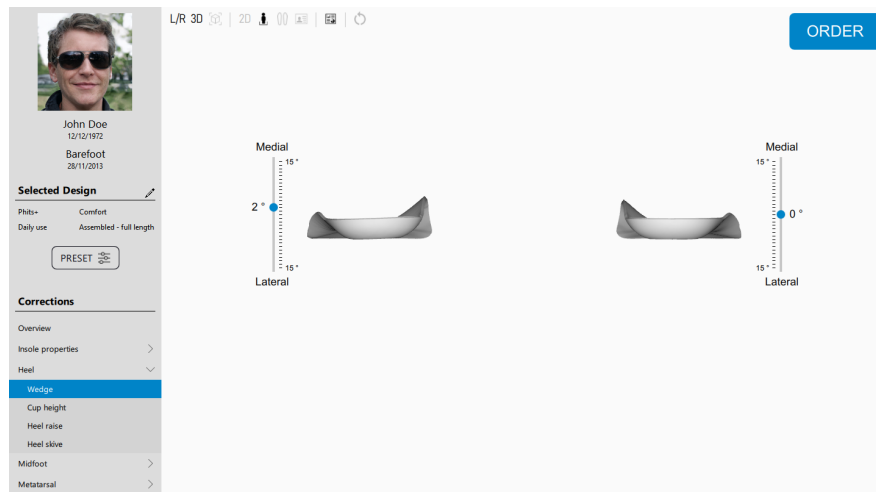 L/R 3D 2D
ORDER
John Doe
12/12/1972
Barefoot
28/11/2013
Selected Design
Phits+ Comfort
Daily use Assembled - full length
PRESET
Corrections
Overview
Insole properties
Heel
Wedge
Cup height
Heel raise
Heel skive
Midfoot
Metatarsal
Medial
15 °
2 °
15 °
Lateral
Medial
15 °
0 °
15 °
Lateral